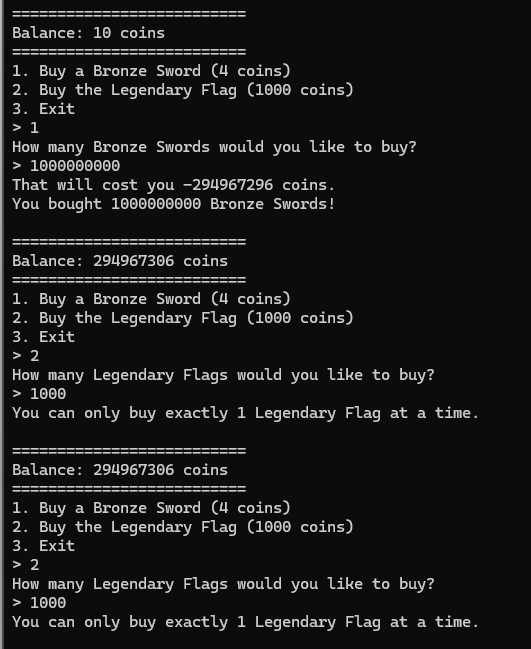 ==========================
Balance: 10 coins
==========================
1. Buy a Bronze Sword (4 coins)
2. Buy the Legendary Flag (1000 coins)
3. Exit
> 1
How many Bronze Swords would you like to buy?
> 1000000000
That will cost you -294967296 coins.
You bought 1000000000 Bronze Swords!

==========================
Balance: 294967306 coins
==========================
1. Buy a Bronze Sword (4 coins)
2. Buy the Legendary Flag (1000 coins)
3. Exit
> 2
How many Legendary Flags would you like to buy?
> 1000
You can only buy exactly 1 Legendary Flag at a time.

==========================
Balance: 294967306 coins
==========================
1. Buy a Bronze Sword (4 coins)
2. Buy the Legendary Flag (1000 coins)
3. Exit
> 2
How many Legendary Flags would you like to buy?
> 1000
You can only buy exactly 1 Legendary Flag at a time.